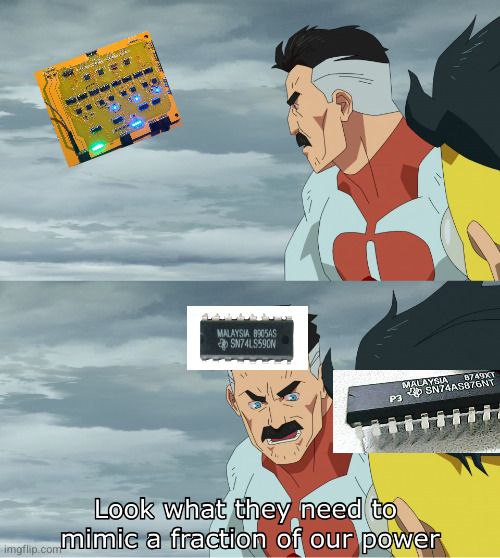 MALAYSIA 8905AS
SN74LS590N
MALAYSIA 8749XT
P3 SN74AS876NT
Look what they need to
mimic a fraction of our power
imgflip.com